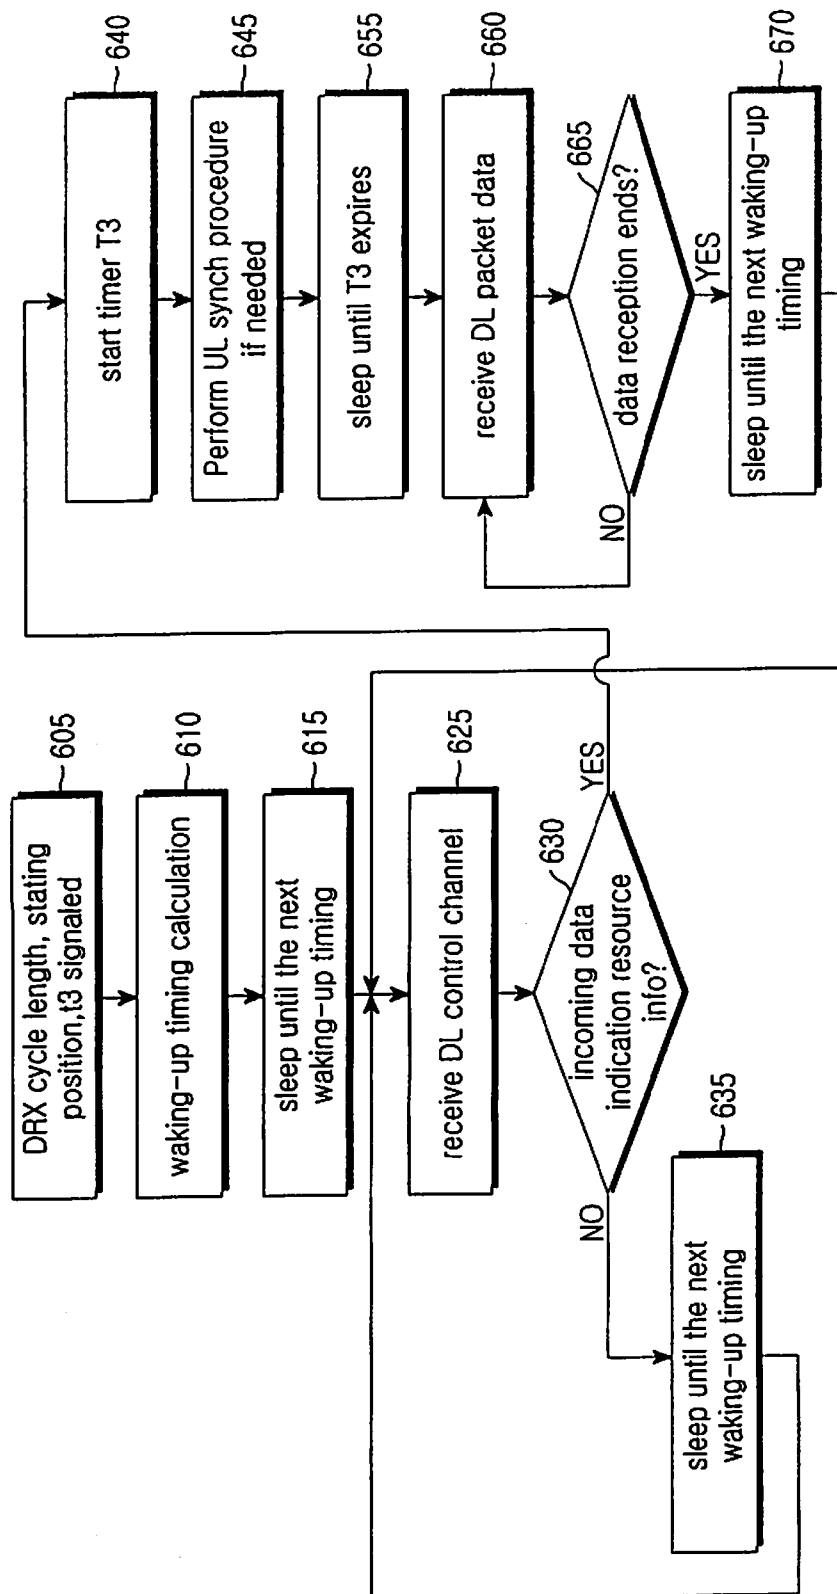 605
DRX cycle length, stating
position,t3 signaled
610
waking-up timing calculation
615
sleep until the next
waking-up timing
625
receive DL control channel
630
incoming data
indication resource
info?
YES
NO
635
sleep until the next
waking-up timing
640
start timer T3
645
Perform UL synch procedure
if needed
655
sleep until T3 expires
660
receive DL packet data
665
data reception ends?
NO
YES
670
sleep until the next waking-up
timing